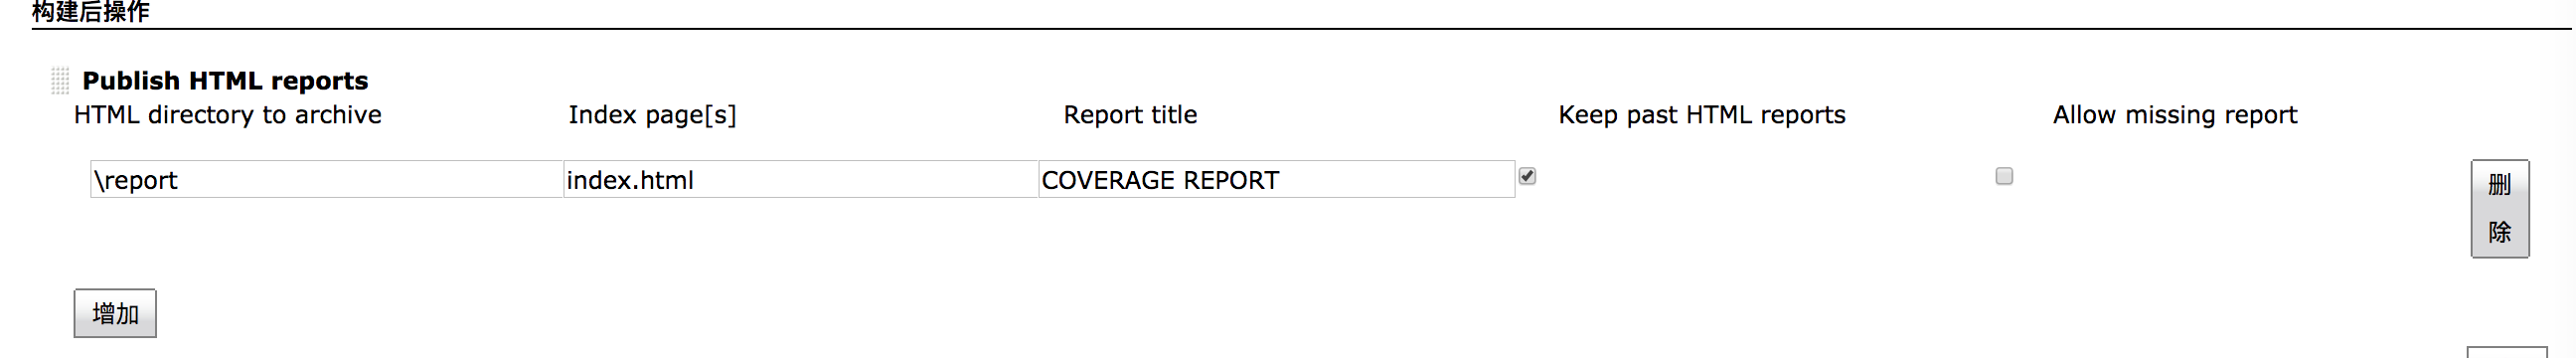 构建后操作
Publish HTML reports
HTML directory to archive Index page[s] Report title Keep past HTML reports Allow missing report
\report index.html COVERAGE REPORT 删
除
增加